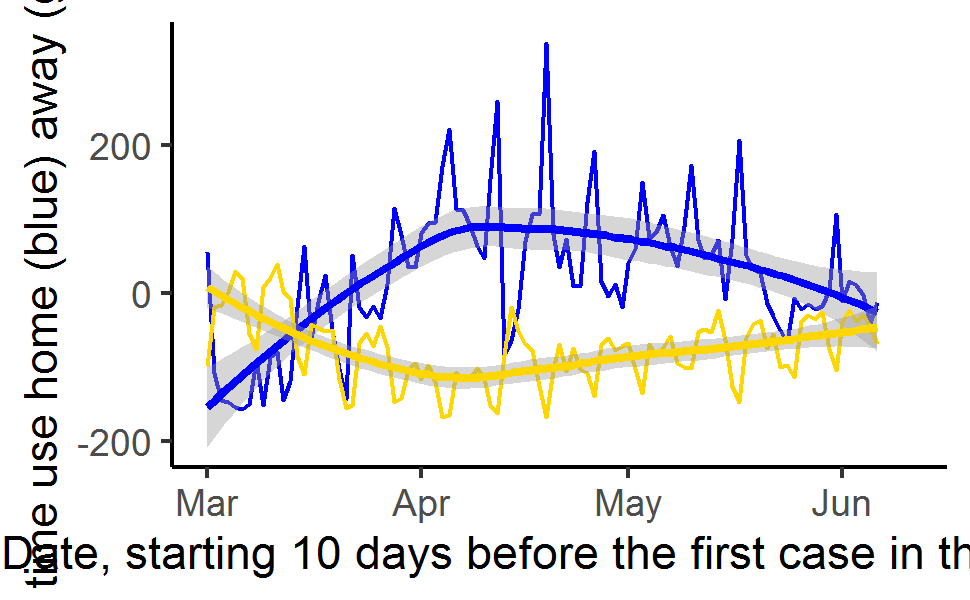 time use home (blue) away (
200
0
-200
Mar Apr May Jun
Date, starting 10 days before the first case in th